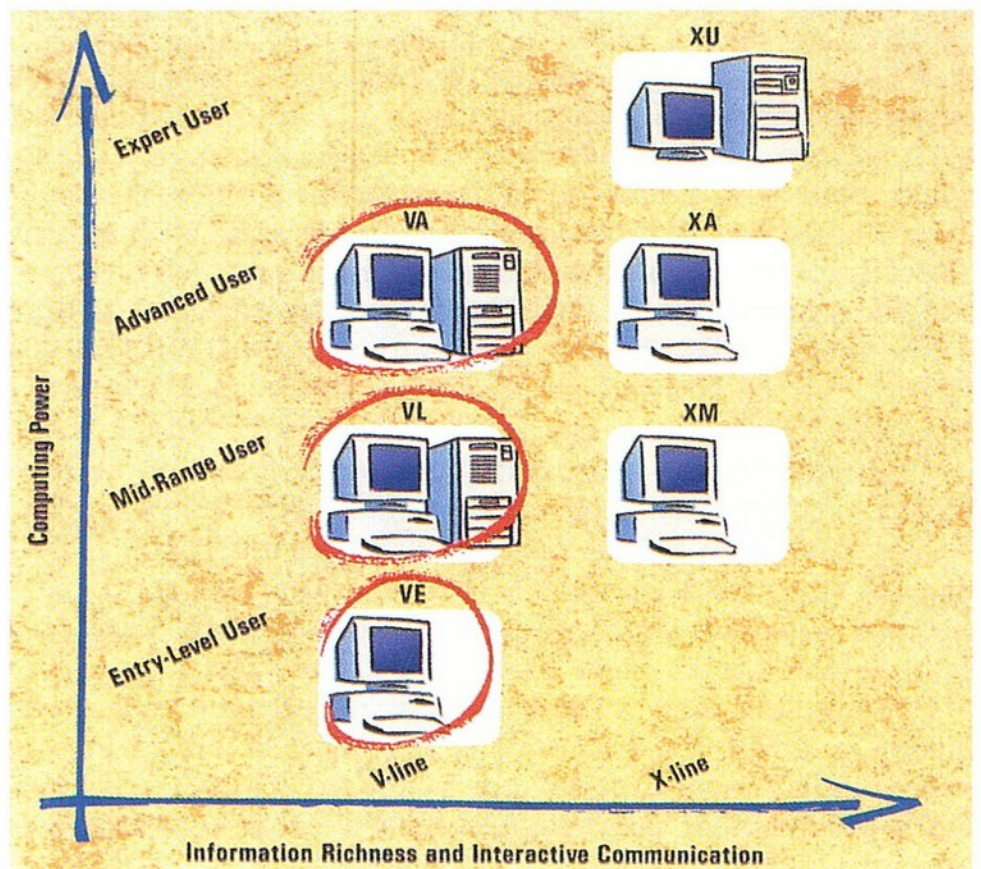 XU
Expert User
VA
XA
Advanced User
VL
XM
Mid-Range User
Computing Power
VE
Entry-Level User
V-line
X-line
Information Richness and Interactive Communication